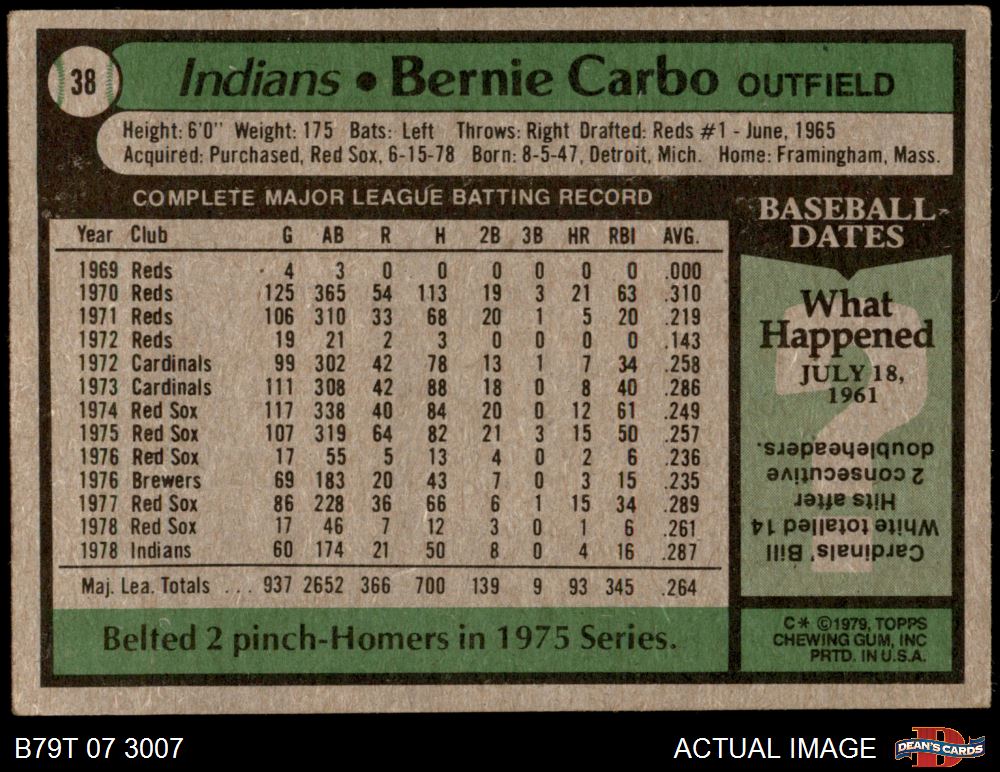 38
Indians • Bernie Carbo OUTFIELD
Height: 6'0" Weight: 175 Bats: Left Throws: Right Drafted: Reds #1 - June, 1965
Acquired: Purchased, Red Sox, 6-15-78 Born: 8-5-47, Detroit, Mich. Home: Framingham, Mass.
COMPLETE MAJOR LEAGUE BATTING RECORD
Year Club G AB R H 2B 3B HR RBI AVG.
1969 Reds 4 3 0 0 0 0 0 0 .000
1970 Reds 125 365 54 113 19 3 21 63 .310
1971 Reds 106 310 33 68 20 1 5 20 .219
1972 Reds 19 21 2 3 0 0 0 0 .143
1972 Cardinals 99 302 42 78 13 1 7 34 .258
1973 Cardinals 111 308 42 88 18 0 8 40 .286
1974 Red Sox 117 338 40 84 20 0 12 61 .249
1975 Red Sox 107 319 64 82 21 3 15 50 .257
1976 Red Sox 17 55 5 13 4 0 2 6 .236
1976 Brewers 69 183 20 43 7 0 3 15 .235
1977 Red Sox 86 228 36 66 6 1 15 34 .289
1978 Red Sox 17 46 7 12 3 0 1 6 .261
1978 Indians 60 174 21 50 8 0 4 16 .287
Maj. Lea. Totals ... 937 2652 366 700 139 9 93 345 .264
Belted 2 pinch-Homers in 1975 Series.
BASEBALL
DATES
What
Happened
JULY 18,
1961
Cardinals' Bill
White totalled 14
Hits after
2 consecutive
doubleheaders.
C* ©1979, TOPPS
CHEWING GUM, INC
PRTD. IN U.S.A.
B79T 07 3007
ACTUAL IMAGE
D
DEAN'S CARDS